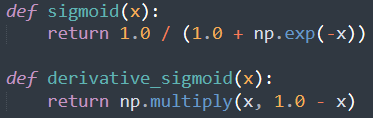 def sigmoid(x):
    return 1.0 / (1.0 + np.exp(-x))
def derivative_sigmoid(x):
    return np.multiply(x, 1.0 - x)